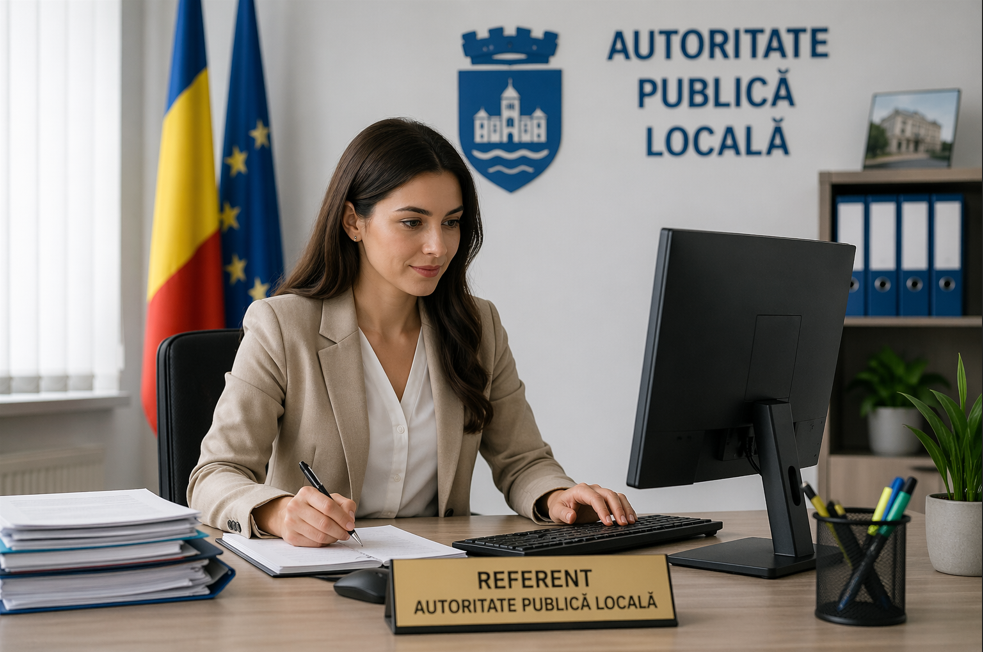 AUTORITATE
PUBLICĂ
LOCALĂ
REFERENT
AUTORITATE PUBLICĂ LOCALĂ